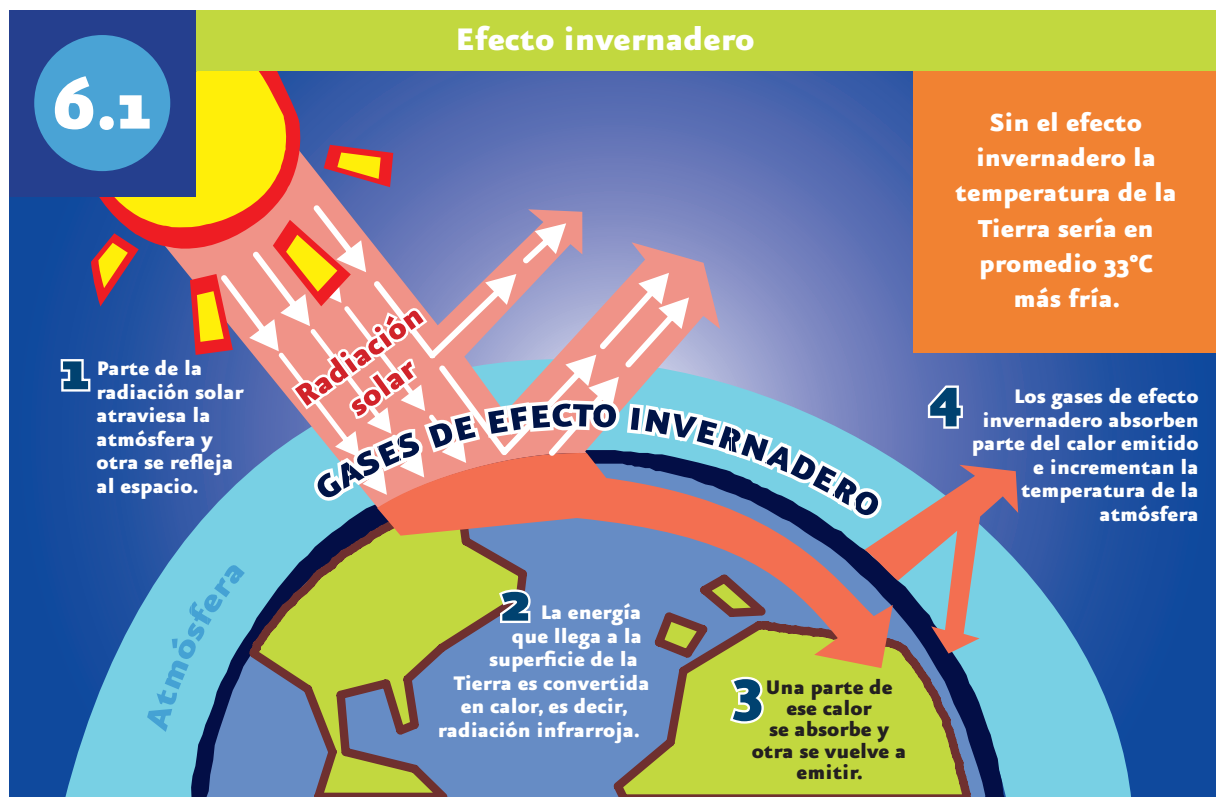 6.1
Efecto invernadero
Sin el efecto
invernadero la
temperatura de la
Tierra sería en
promedio 33°C
más fría.
Radiación
solar
1 Parte de la
radiación solar
atraviesa la
atmósfera y
otra se refleja
al espacio.
GASES DE EFECTO INVERNADERO
4 Los gases de efecto
invernadero absorben
parte del calor emitido
e incrementan la
temperatura de la
atmósfera
Atmósfera
2 La energía
que llega a la
superficie de la
Tierra es convertida
en calor, es decir,
radiación infrarroja.
3 Una parte de
ese calor
se absorbe y
otra se vuelve a
emitir.